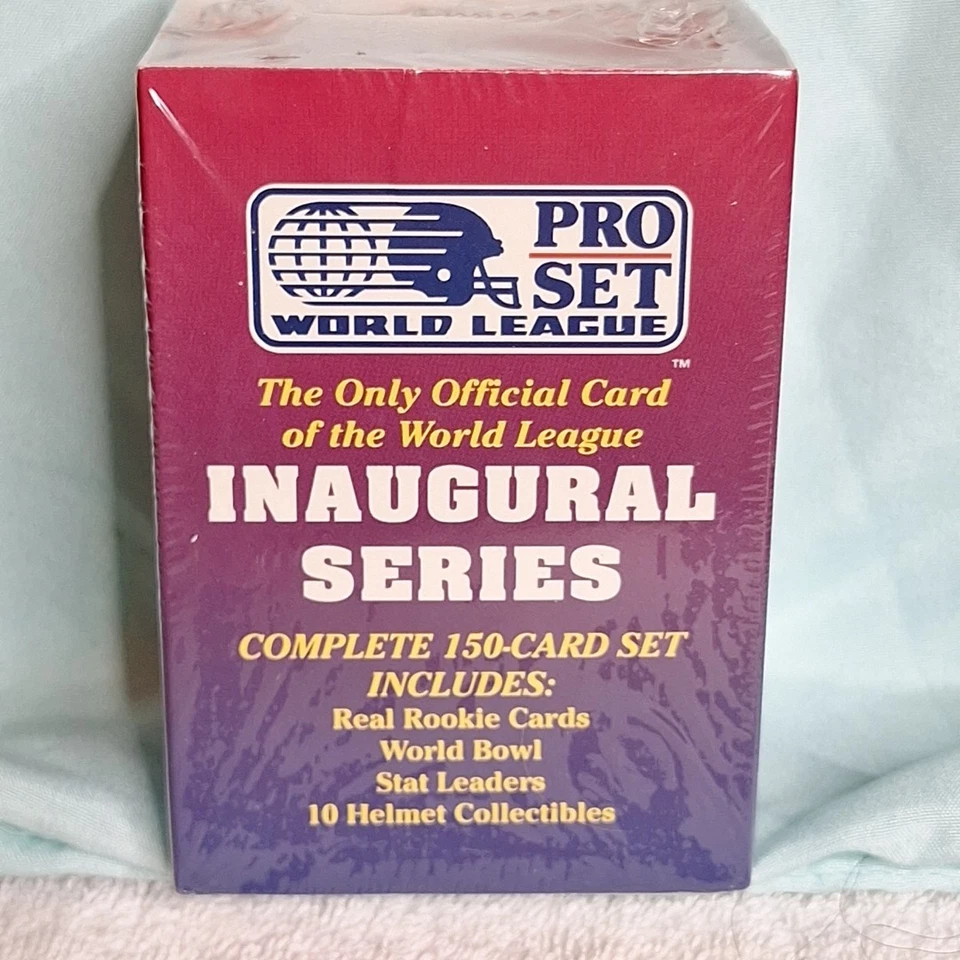 PRO
SET
WORLD LEAGUE
TM
The Only Official Card
of the World League
INAUGURAL
SERIES
COMPLETE 150-CARD SET
INCLUDES:
Real Rookie Cards
World Bowl
Stat Leaders
10 Helmet Collectibles